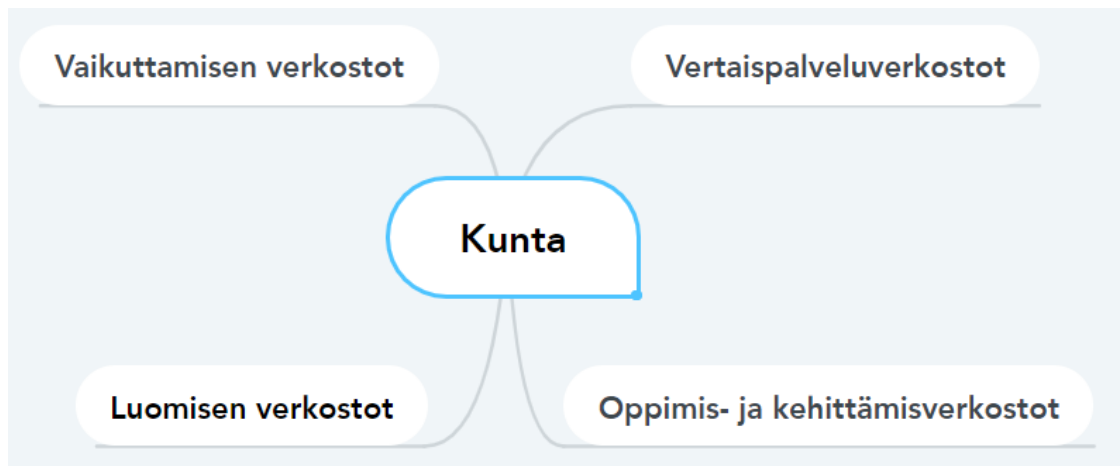 Vaikuttamisen verkostot
Vertaispalveluverkostot
Kunta
Luomisen verkostot
Oppimis- ja kehittämisverkostot